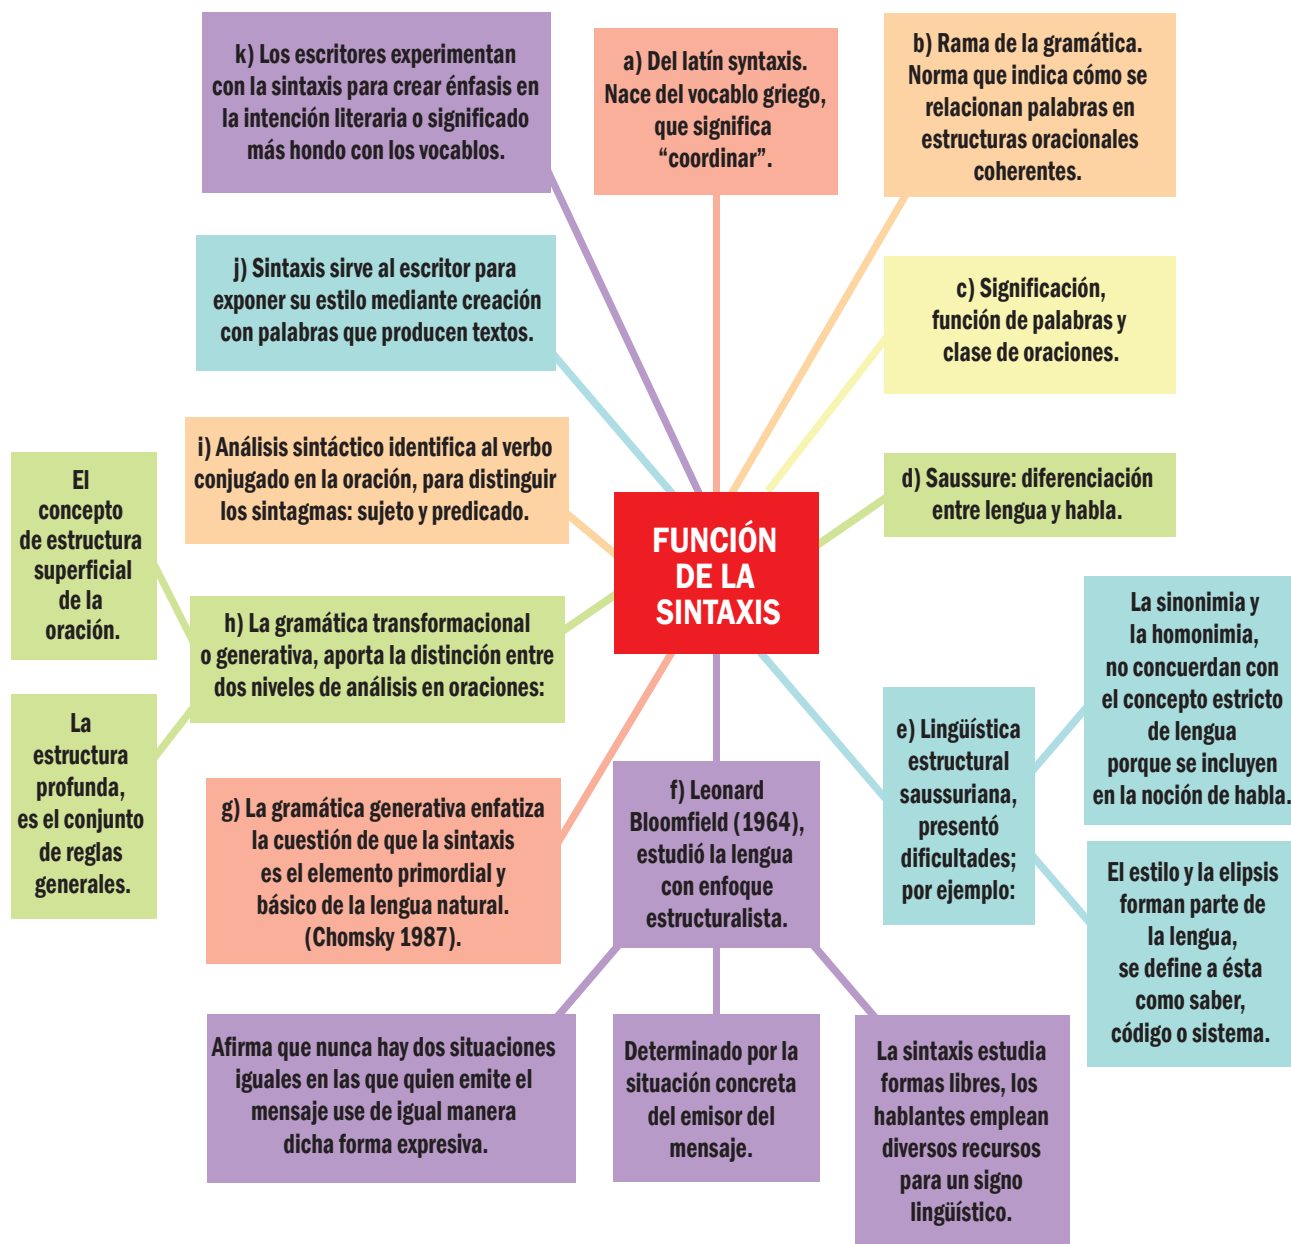 FUNCIÓN
DE LA
SINTAXIS
a) Del latín syntaxis.
Nace del vocablo griego,
que significa
“coordinar”.
b) Rama de la gramática.
Norma que indica cómo se
relacionan palabras en
estructuras oracionales
coherentes.
c) Significación,
función de palabras y
clase de oraciones.
d) Saussure: diferenciación
entre lengua y habla.
e) Lingüística
estructural
saussuriana,
presentó
dificultades;
por ejemplo:
La sinonimia y
la homonimia,
no concuerdan con
el concepto estricto
de lengua
porque se incluyen
en la noción de habla.
El estilo y la elipsis
forman parte de
la lengua,
se define a ésta
como saber,
código o sistema.
f) Leonard
Bloomfield (1964),
estudió la lengua
con enfoque
estructuralista.
Afirma que nunca hay dos situaciones
iguales en las que quien emite el
mensaje use de igual manera
dicha forma expresiva.
Determinado por la
situación concreta
del emisor del
mensaje.
La sintaxis estudia
formas libres, los
hablantes emplean
diversos recursos
para un signo
lingüístico.
g) La gramática generativa enfatiza
la cuestión de que la sintaxis
es el elemento primordial y
básico de la lengua natural.
(Chomsky 1987).
h) La gramática transformacional
o generativa, aporta la distinción entre
dos niveles de análisis en oraciones:
El
concepto
de estructura
superficial
de la
oración.
La
estructura
profunda,
es el conjunto
de reglas
generales.
i) Análisis sintáctico identifica al verbo
conjugado en la oración, para distinguir
los sintagmas: sujeto y predicado.
j) Sintaxis sirve al escritor para
exponer su estilo mediante creación
con palabras que producen textos.
k) Los escritores experimentan
con la sintaxis para crear énfasis en
la intención literaria o significado
más hondo con los vocablos.